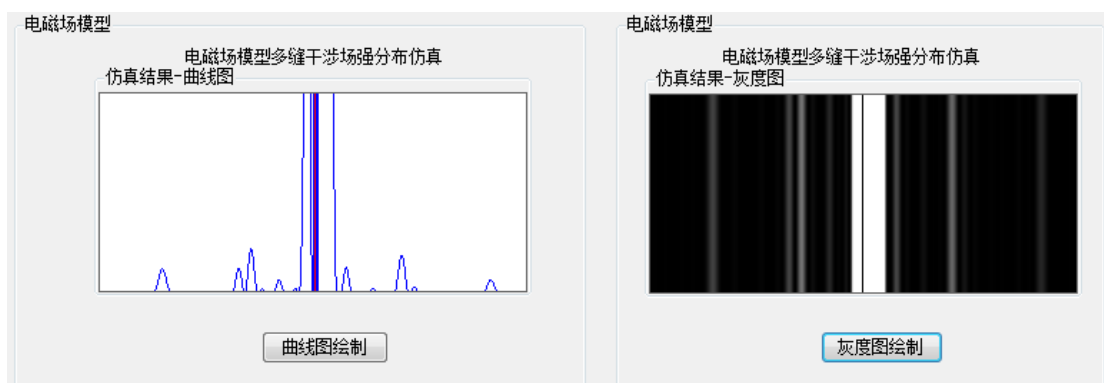 电磁场模型
电磁场模型多缝干涉场强分布仿真
仿真结果-曲线图
曲线图绘制
电磁场模型
电磁场模型多缝干涉场强分布仿真
仿真结果-灰度图
灰度图绘制